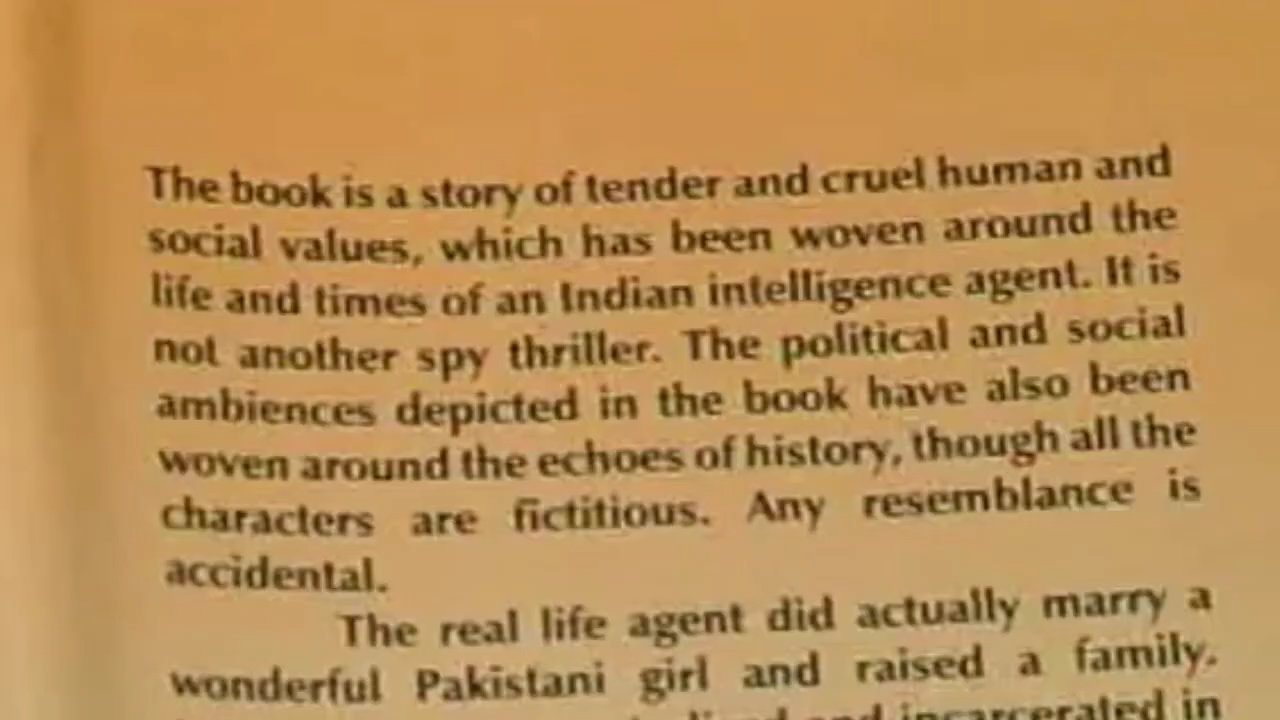 The book is a story of tender and cruel human and
social values, which has been woven around the
life and times of an Indian intelligence agent. It is
not another spy thriller. The political and social
ambiences depicted in the book have also been
woven around the echoes of history, though all the
characters are fictitious. Any resemblance is
accidental.
The real life agent did actually marry a
wonderful Pakistani girl and raised a family.
and incarcerated in